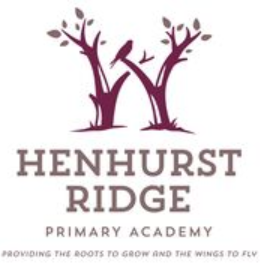 HENHURST
RIDGE
PRIMARY ACADEMY
PROVIDING THE ROOTS TO GROW AND THE WINGS TO FLY